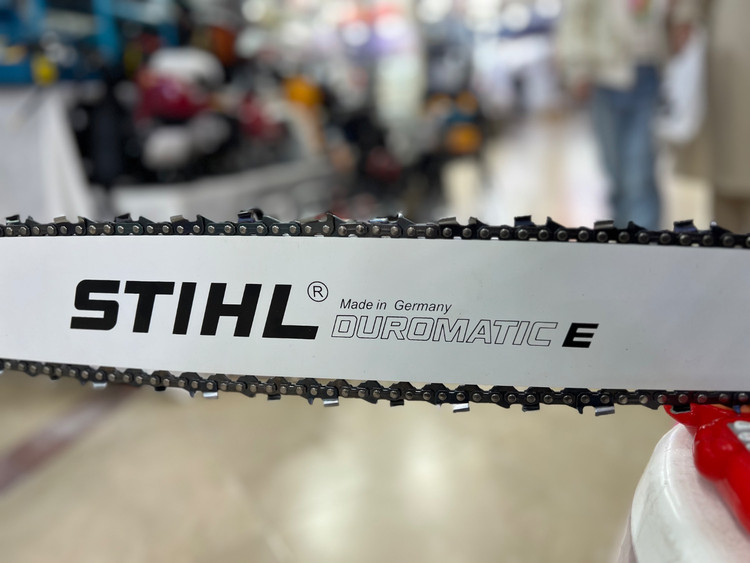 STIHL®
Made in Germany
DUROMATIC E